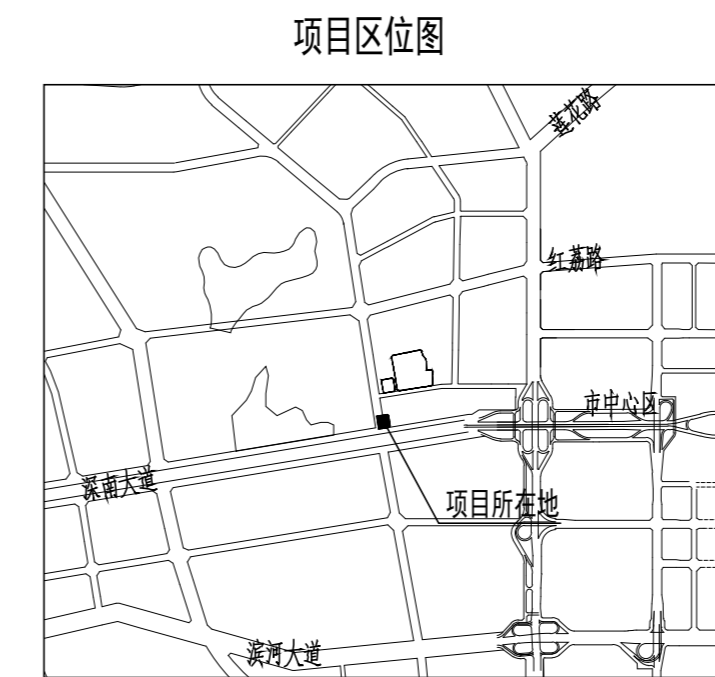 项目区位图
莲花路
红荔路
市中心区
深南大道
项目所在地
滨河大道